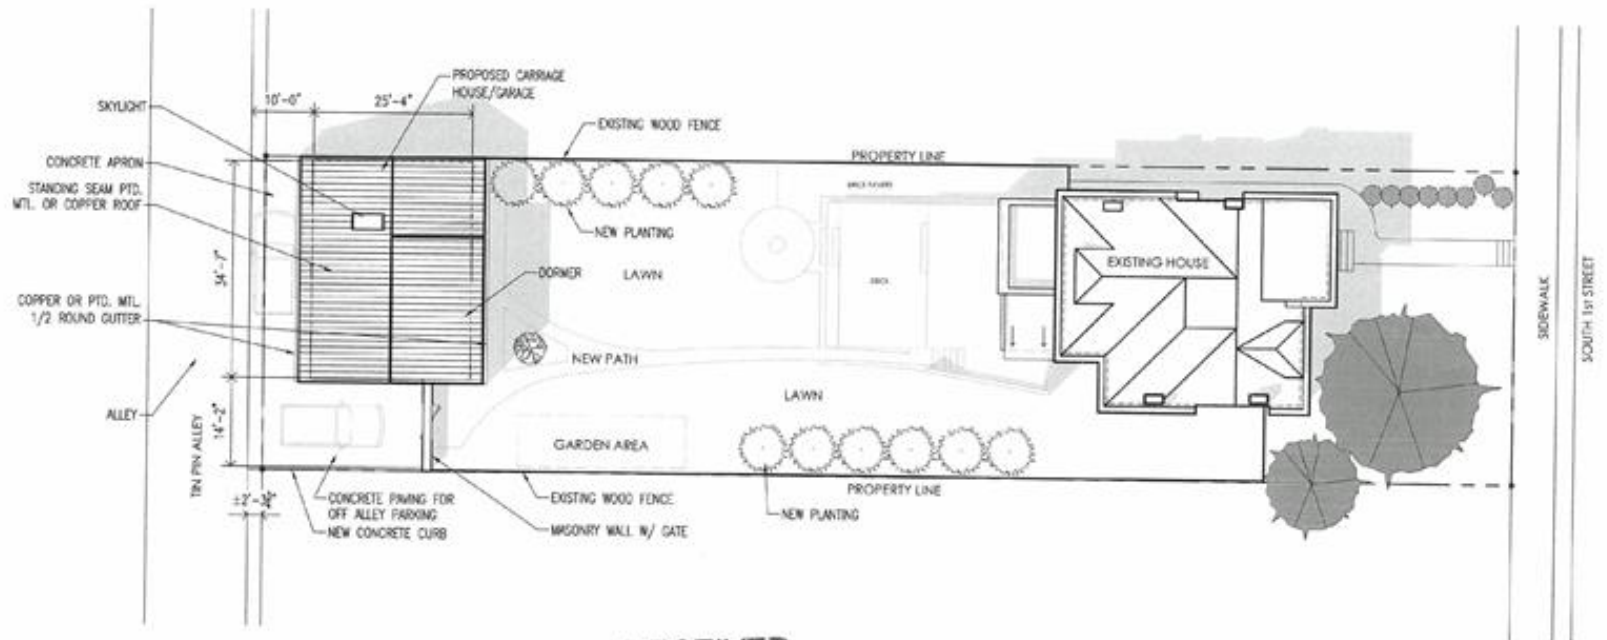 PROPOSED CARRIAGE
HOUSE/GARAGE
10'-0"
25'-4"
SKYLIGHT
EXISTING WOOD FENCE
CONCRETE APRON
PROPERTY LINE
STANDING SEAM PTD.
MTL. OR COPPER ROOF
NEW PLANTING
34'-7"
LAWN
DORMER
EXISTING HOUSE
COPPER OR PTD. MTL.
1/2 ROUND GUTTER
SIDEWALK
SOUTH 1st STREET
NEW PATH
LAWN
ALLEY
TIN PIN ALLEY
14'-2"
GARDEN AREA
PROPERTY LINE
CONCRETE PAVING FOR
OFF ALLEY PARKING
NEW CONCRETE CURB
EXISTING WOOD FENCE
MASONRY WALL W/ GATE
NEW PLANTING